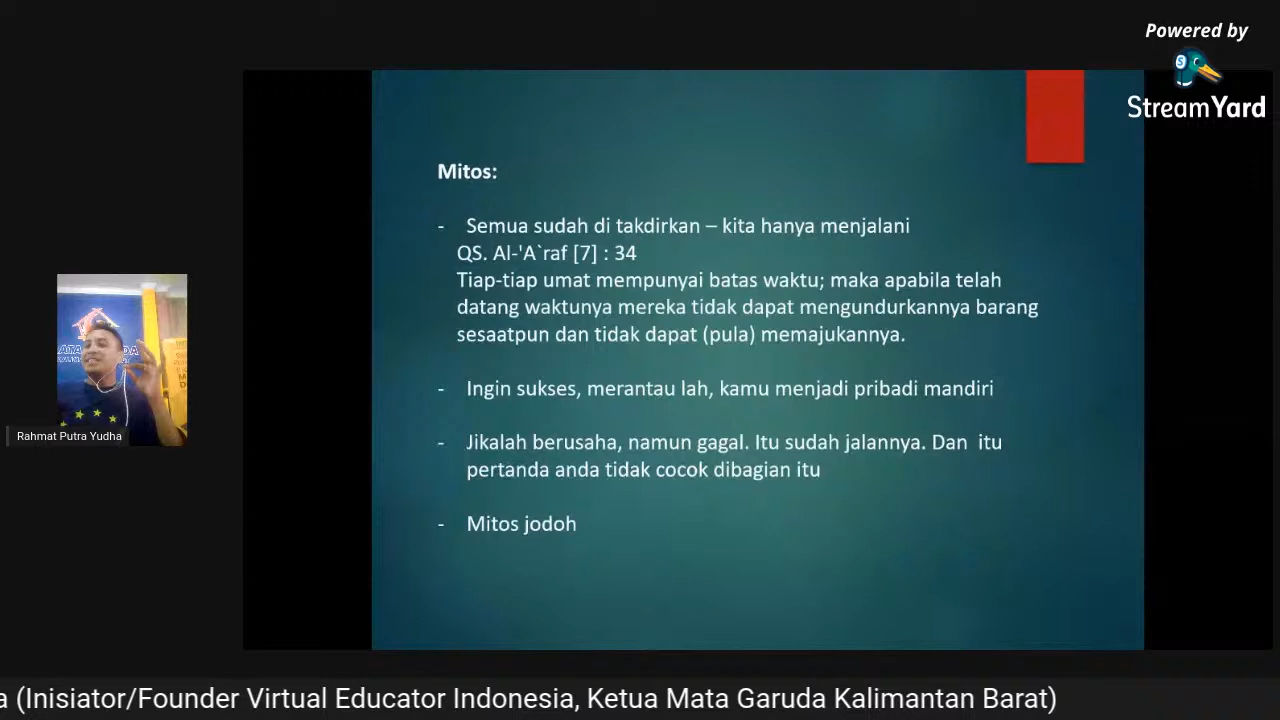 Powered by
StreamYard
Mitos:
- Semua sudah di takdirkan – kita hanya menjalani
QS. Al-'A`raf [7] : 34
Tiap-tiap umat mempunyai batas waktu; maka apabila telah
datang waktunya mereka tidak dapat mengundurkannya barang
sesaatpun dan tidak dapat (pula) memajukannya.
- Ingin sukses, merantau lah, kamu menjadi pribadi mandiri
- Jikalah berusaha, namun gagal. Itu sudah jalannya. Dan itu
pertanda anda tidak cocok dibagian itu
- Mitos jodoh
Rahmat Putra Yudha
a (Inisiator/Founder Virtual Educator Indonesia, Ketua Mata Garuda Kalimantan Barat)